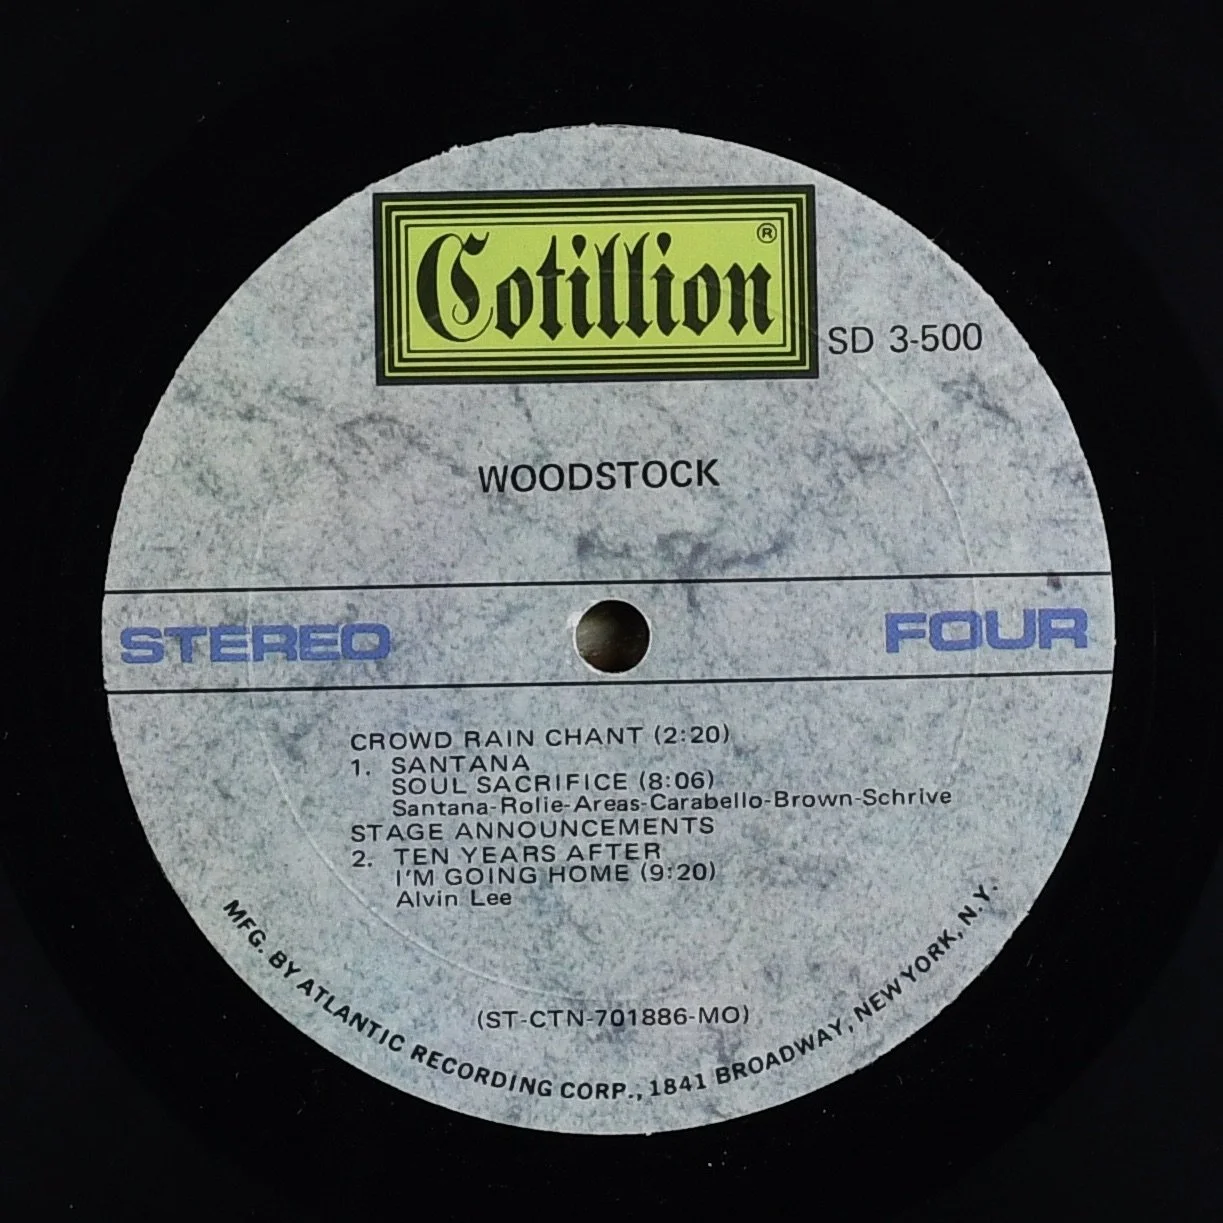 Cotillion®
SD 3-500
WOODSTOCK
STEREO
FOUR
CROWD RAIN CHANT (2:20)
1. SANTANA
SOUL SACRIFICE (8:06)
Santana-Rolie-Areas-Carabello-Brown-Schrive
STAGE ANNOUNCEMENTS
2. TEN YEARS AFTER
I'M GOING HOME (9:20)
Alvin Lee
(ST-CTN-701886-MO)
MFG. BY ATLANTIC RECORDING CORP., 1841 BROADWAY, NEW YORK, N.Y.